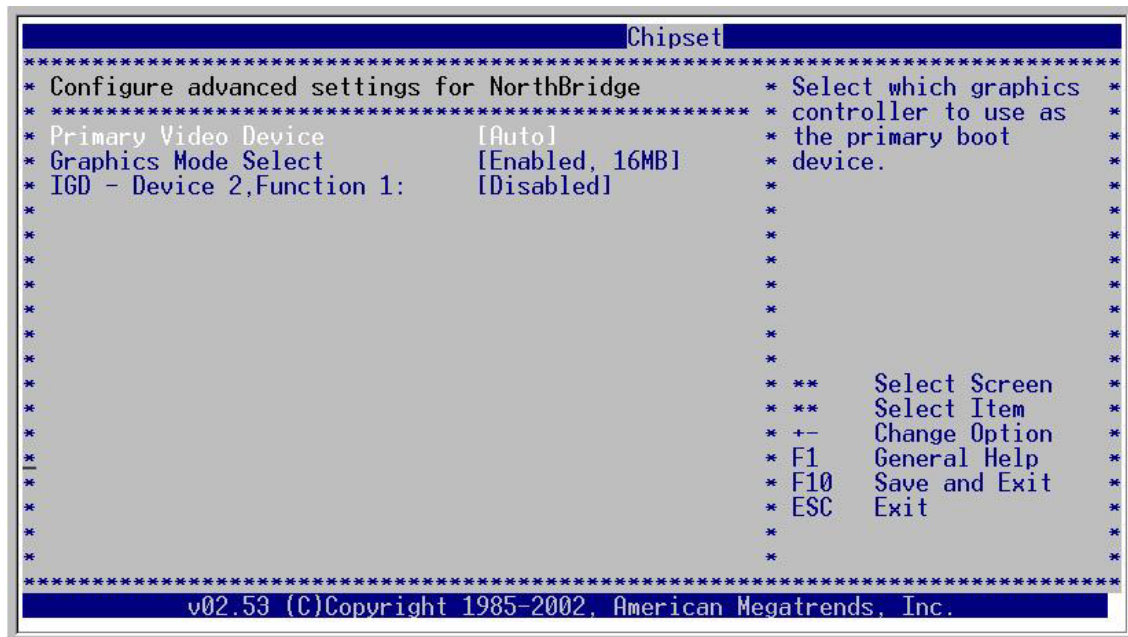 Chipset
Configure advanced settings for NorthBridge
Primary Video Device [Auto]
Graphics Mode Select [Enabled, 16MB]
IGD - Device 2,Function 1: [Disabled]
Select which graphics
controller to use as
the primary boot
device.
** Select Screen
** Select Item
+- Change Option
F1 General Help
F10 Save and Exit
ESC Exit
v02.53 (C)Copyright 1985-2002, American Megatrends, Inc.